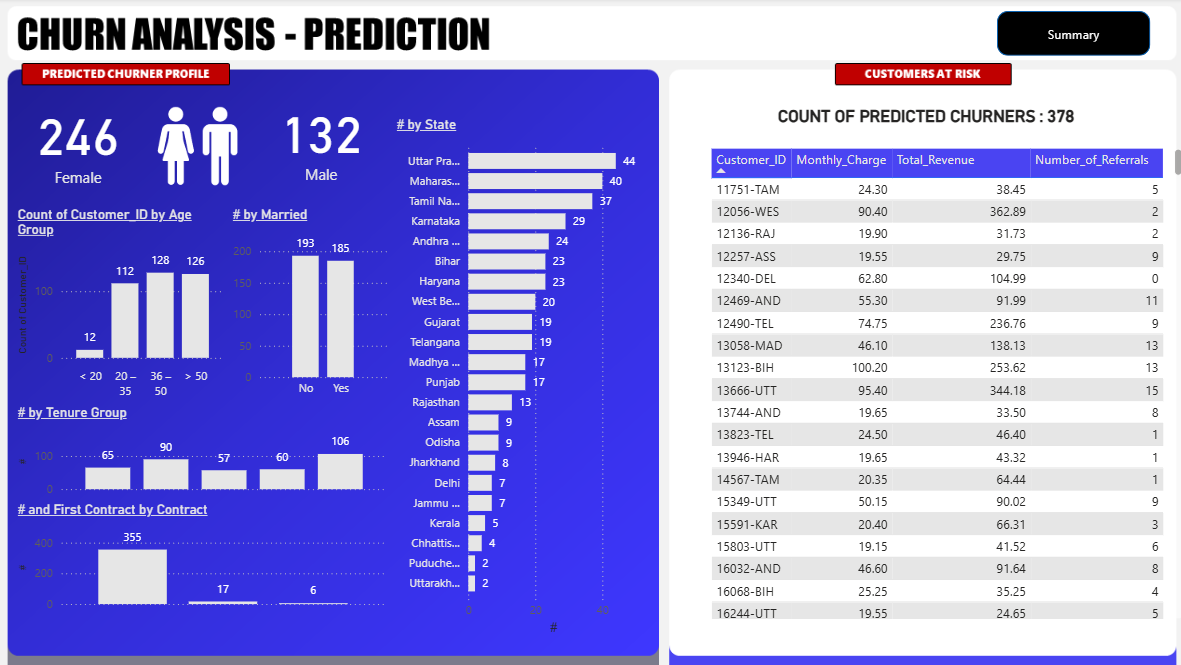 CHURN ANALYSIS - PREDICTION
Summary
PREDICTED CHURNER PROFILE
246
Female
132
Male
Count of Customer_ID by Age
Group
Count of Customer_ID
100
0
12
112
128
126
< 20
20 –
35
36 –
50
> 50
# by Married
200
150
100
50
0
193
185
No
Yes
# by Tenure Group
#
100
0
65
90
57
60
106
# and First Contract by Contract
#
400
200
0
355
17
6
# by State
Uttar Pra... 44
Maharas... 40
Tamil Na... 37
Karnataka 29
Andhra ... 24
Bihar 23
Haryana 23
West Be... 20
Gujarat 19
Telangana 19
Madhya ... 17
Punjab 17
Rajasthan 13
Assam 9
Odisha 9
Jharkhand 8
Delhi 7
Jammu ... 7
Kerala 5
Chhattis... 4
Puduche... 2
Uttarakh... 2
0 20 40
#
CUSTOMERS AT RISK
COUNT OF PREDICTED CHURNERS : 378
Customer_ID Monthly_Charge Total_Revenue Number_of_Referrals
11751-TAM 24.30 38.45 5
12056-WES 90.40 362.89 2
12136-RAJ 19.90 31.73 2
12257-ASS 19.55 29.75 9
12340-DEL 62.80 104.99 0
12469-AND 55.30 91.99 11
12490-TEL 74.75 236.76 9
13058-MAD 46.10 138.13 13
13123-BIH 100.20 253.62 13
13666-UTT 95.40 344.18 15
13744-AND 19.65 33.50 8
13823-TEL 24.50 46.40 1
13946-HAR 19.65 43.32 1
14567-TAM 20.35 64.44 1
15349-UTT 50.15 90.02 9
15591-KAR 20.40 66.31 3
15803-UTT 19.15 41.52 6
16032-AND 46.60 91.64 8
16068-BIH 25.25 35.25 4
16244-UTT 19.55 24.65 5